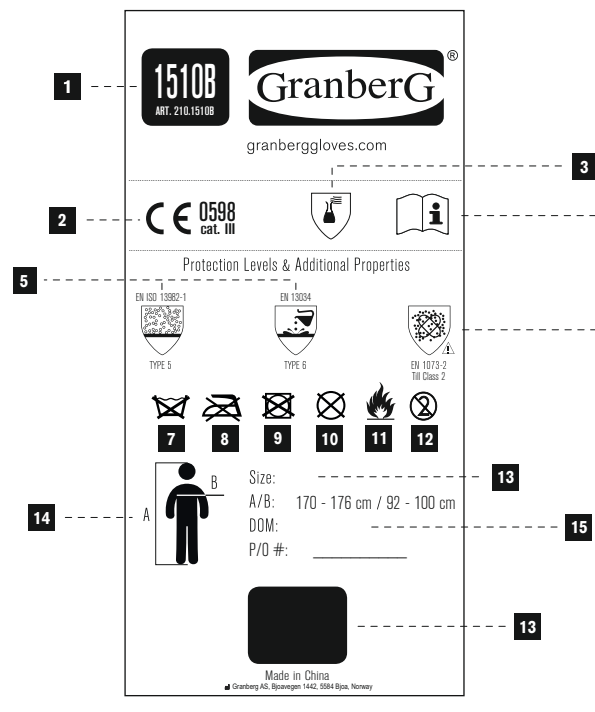 1510B
ART. 210.1510B
GranberG ®
granberggloves.com
1
3
2
CE 0598
cat. III
i
Protection Levels & Additional Properties
5
EN ISO 13982-1
EN 13034
TYPE 5
TYPE 6
EN 1073-2
Till Class 2
2
7
8
9
10
11
12
B
A
14
Size:
13
A/B: 170 - 176 cm / 92 - 100 cm
DOM:
15
P/O #: ____________
13
Made in China
Granberg AS, Bjoavegen 1442, 5584 Bjoa, Norway